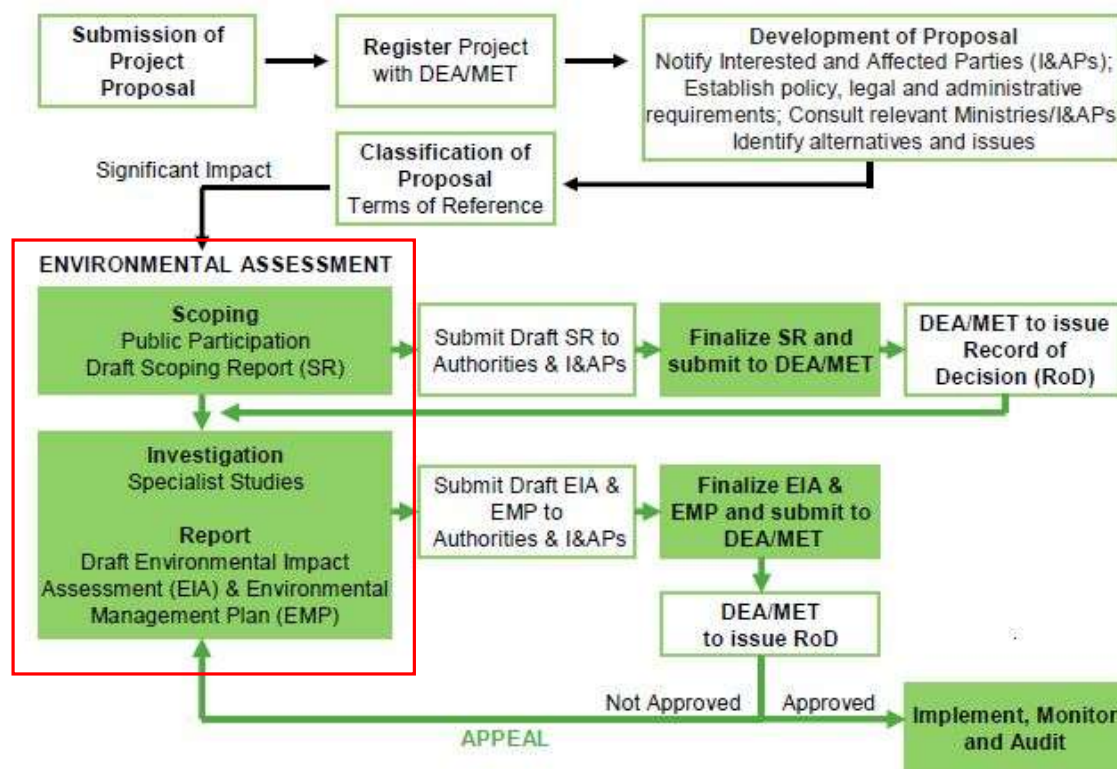 Submission of
Project
Proposal
Register Project
with DEA/MET
Development of Proposal
Notify Interested and Affected Parties (I&APs);
Establish policy, legal and administrative
requirements; Consult relevant Ministries/I&APs
Identify alternatives and issues
Significant Impact
Classification of
Proposal
Terms of Reference
ENVIRONMENTAL ASSESSMENT
Scoping
Public Participation
Draft Scoping Report (SR)
Submit Draft SR to
Authorities & I&APs
Finalize SR and
submit to DEA/MET
DEA/MET to issue
Record of
Decision (RoD)
Investigation
Specialist Studies
Report
Draft Environmental Impact
Assessment (EIA) & Environmental
Management Plan (EMP)
Submit Draft EIA &
EMP to
Authorities & I&APs
Finalize EIA &
EMP and submit to
DEA/MET
DEA/MET
to issue RoD
Not Approved
Approved
APPEAL
Implement, Monitor
and Audit